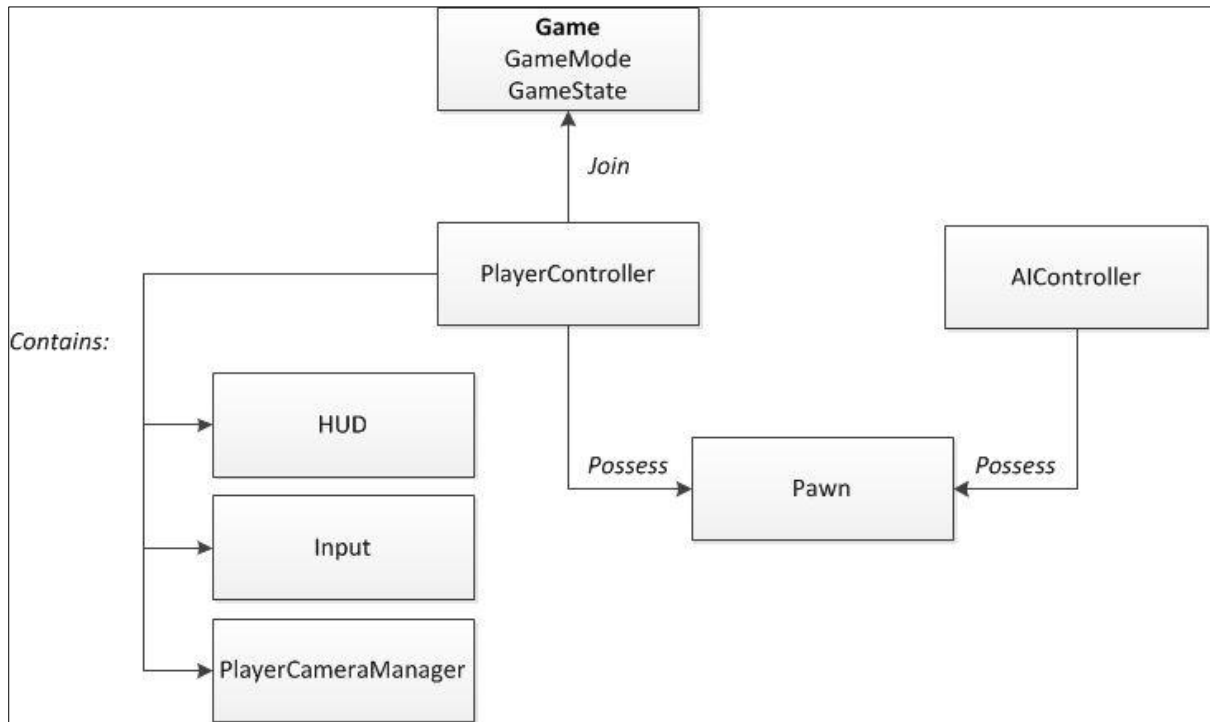 Game
GameMode
GameState
Join
PlayerController
AIController
Contains:
HUD
Possess
Possess
Pawn
Input
PlayerCameraManager